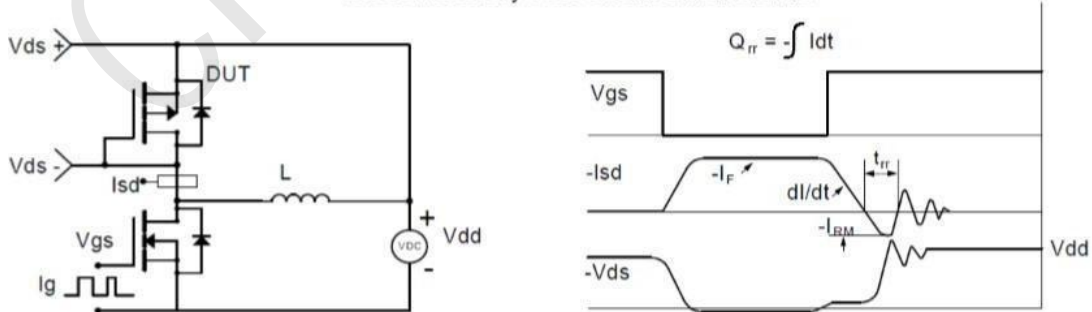 Vds +
DUT
Vds -
Isd
L
Vgs
Ig
VDC
+
-
Vdd
Qrr = -∫ Idt
Vgs
-Isd
-IF
dI/dt
trr
-IRM
Vdd
-Vds